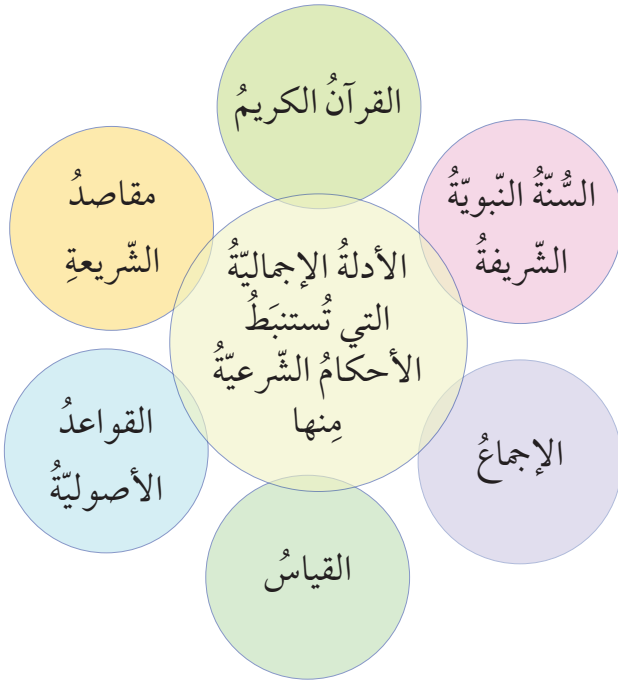 القرآنُ الكريمُ
السُّنّةُ النّبويّةُ
الشّريفةُ
مقاصدُ
الشّريعةِ
الأدلةُ الإجماليّةُ
التي تُستنبَطُ
الأحكامُ الشّرعيّةُ
مِنها
الإجماعُ
القواعدُ
الأصوليّةُ
القياسُ